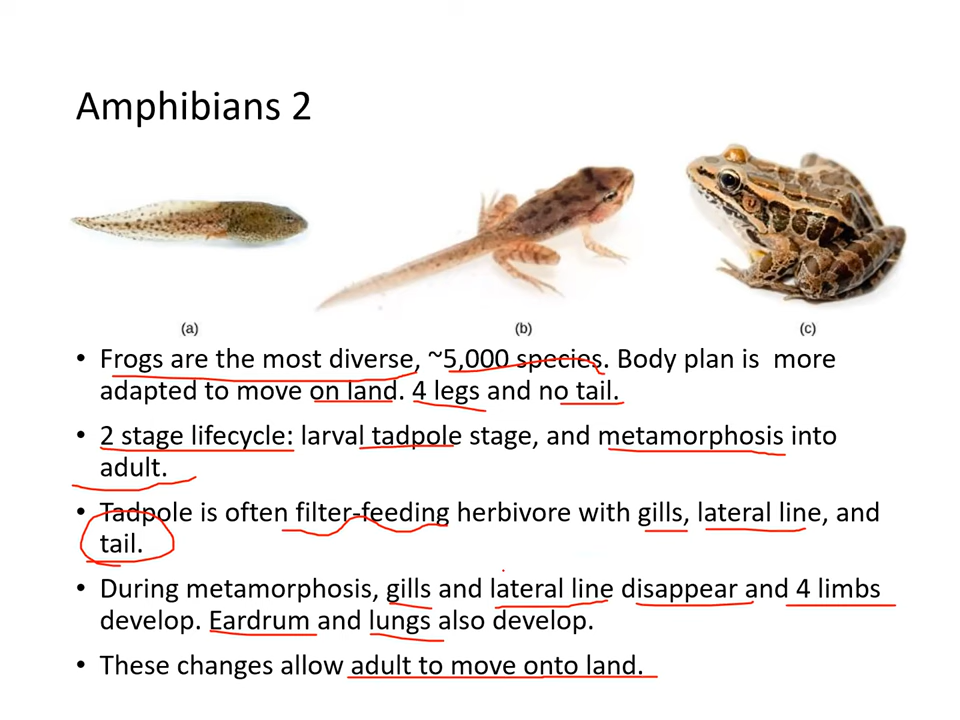 Amphibians 2
(a) (b) (c)
• Frogs are the most diverse, ~5,000 species. Body plan is more
adapted to move on land. 4 legs and no tail.
• 2 stage lifecycle: larval tadpole stage, and metamorphosis into
adult.
• Tadpole is often filter-feeding herbivore with gills, lateral line, and
tail.
• During metamorphosis, gills and lateral line disappear and 4 limbs
develop. Eardrum and lungs also develop.
• These changes allow adult to move onto land.